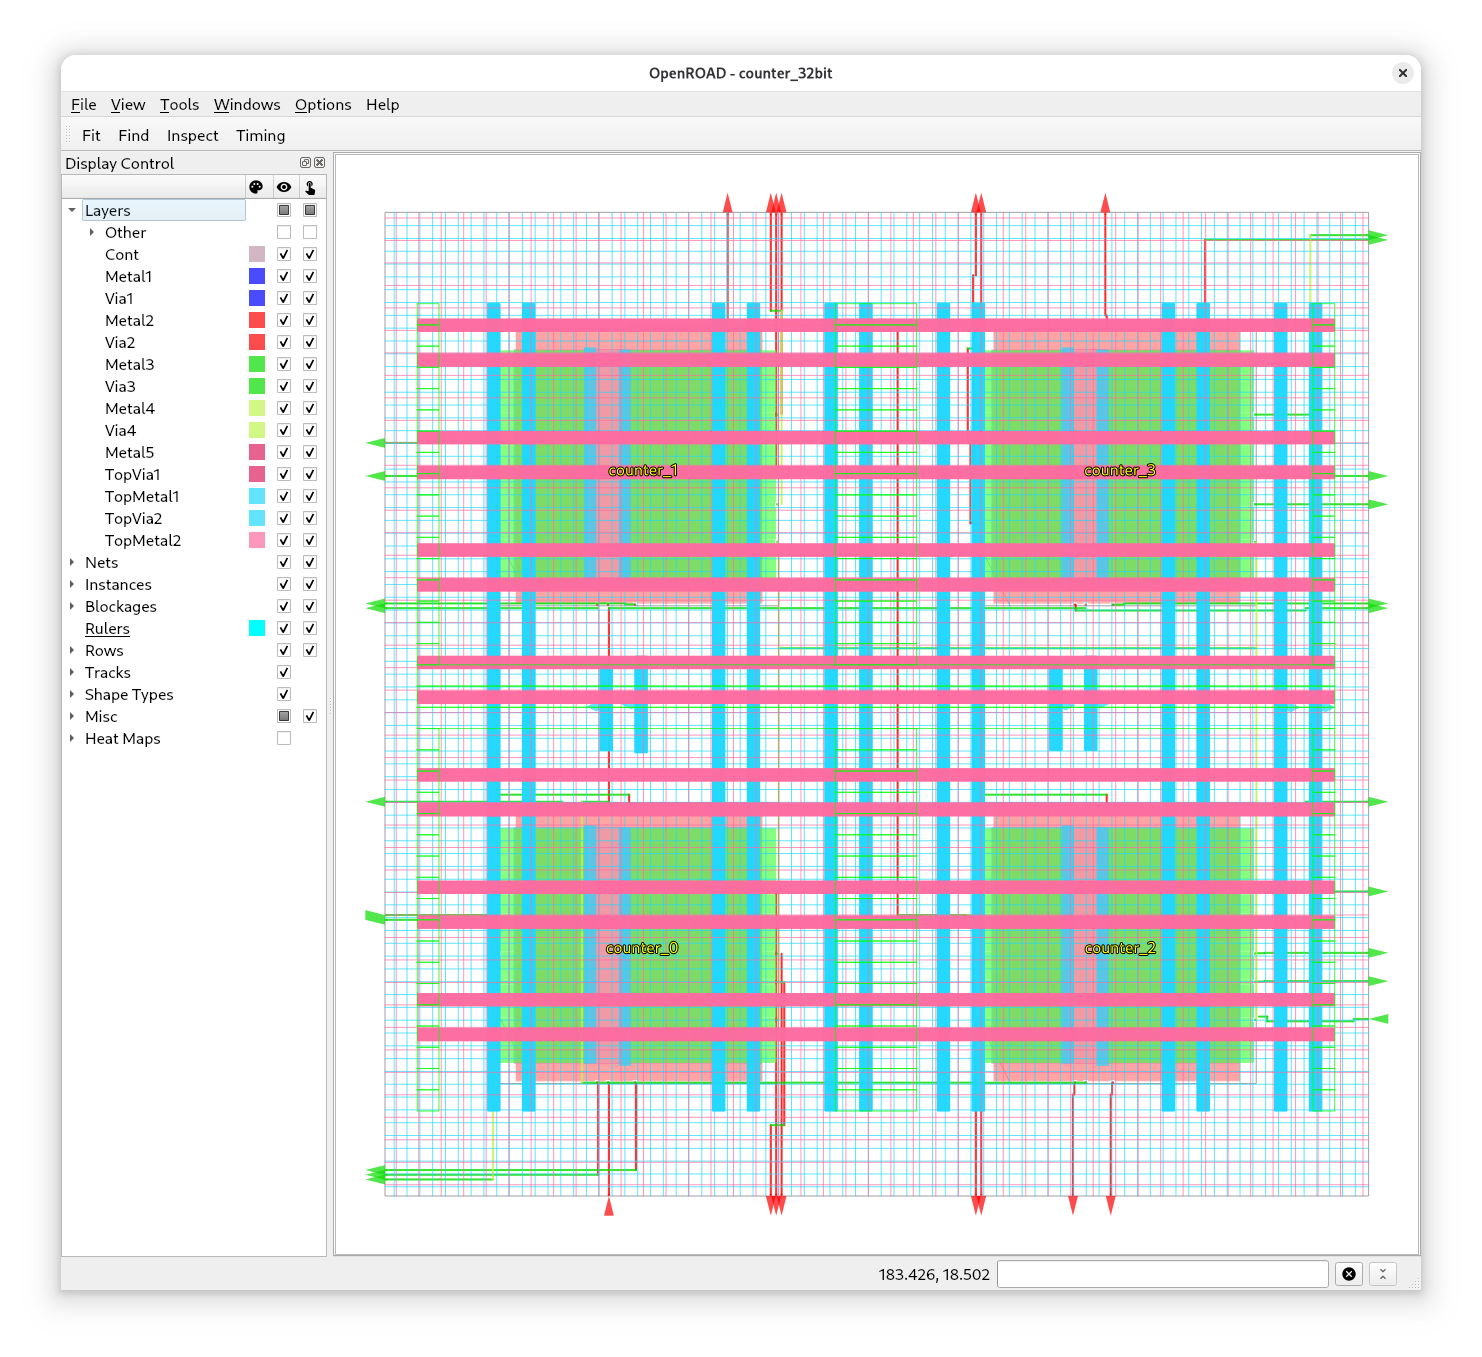 OpenROAD - counter_32bit
File View Tools Windows Options Help
Fit Find Inspect Timing
Display Control
Layers
Other
Cont
Metal1
Via1
Metal2
Via2
Metal3
Via3
Metal4
Via4
Metal5
TopVia1
TopMetal1
TopVia2
TopMetal2
Nets
Instances
Blockages
Rulers
Rows
Tracks
Shape Types
Misc
Heat Maps
counter_1
counter_3
counter_0
counter_2
183.426, 18.502